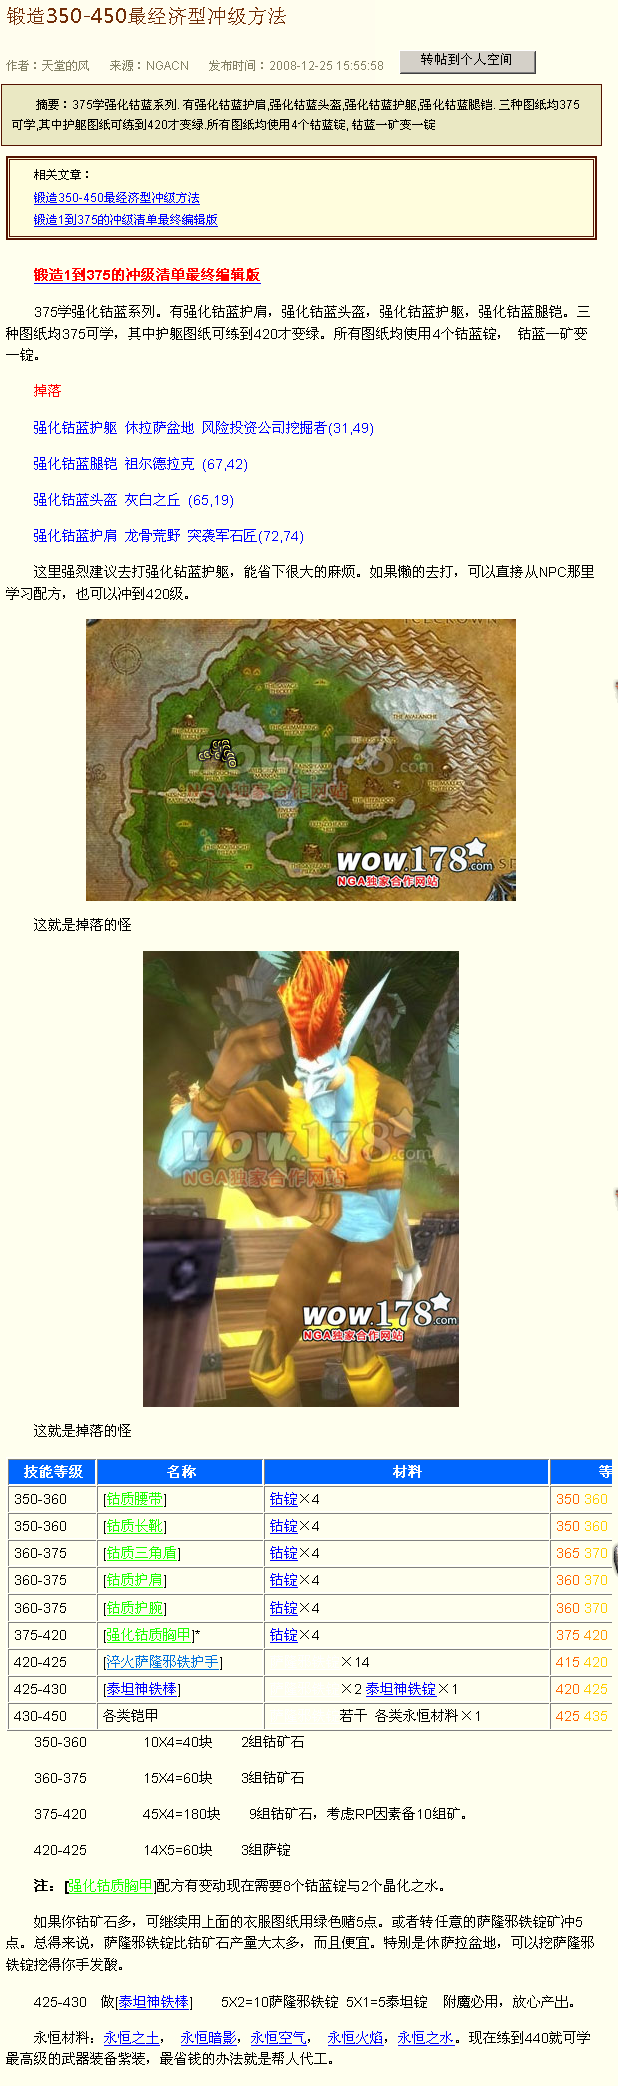 锻造350-450最经济型冲级方法
作者：天堂的风 来源：NGACN 发布时间：2008-12-25 15:55:58 转帖到个人空间
摘要：375学强化钴蓝系列. 有强化钴蓝护肩,强化钴蓝头盔,强化钴蓝护躯,强化钴蓝腿铠. 三种图纸均375
可学,其中护躯图纸可练到420才变绿.所有图纸均使用4个钴蓝锭, 钴蓝一矿变一锭
相关文章：
锻造350-450最经济型冲级方法
锻造1到375的冲级清单最终编辑版
锻造1到375的冲级清单最终编辑版
375学强化钴蓝系列。有强化钴蓝护肩，强化钴蓝头盔，强化钴蓝护躯，强化钴蓝腿铠。三
种图纸均375可学，其中护躯图纸可练到420才变绿。所有图纸均使用4个钴蓝锭， 钴蓝一矿变
一锭。
掉落
强化钴蓝护躯 休拉萨盆地 风险投资公司挖掘者(31,49)
强化钴蓝腿铠 祖尔德拉克 (67,42)
强化钴蓝头盔 灰白之丘 (65,19)
强化钴蓝护肩 龙骨荒野 突袭军石匠(72,74)
这里强烈建议去打强化钻蓝护躯，能省下很大的麻烦。如果懒的去打，可以直接从NPC那里
学习配方，也可以冲到420级。
ICECROWN
THE AVALANCHE
wow.178.com
NGA独家合作网站
wow.178.com
NGA独家合作网站
这就是掉落的怪
wow.178.com
NGA独家合作网站
wow.178.com
NGA独家合作网站
这就是掉落的怪
技能等级 名称 材料 等
350-360 [钴质腰带] 钴锭×4 350 360
350-360 [钴质长靴] 钴锭×4 350 360
360-375 [钴质三角盾] 钴锭×4 365 370
360-375 [钴质护肩] 钴锭×4 360 370
360-375 [钴质护腕] 钴锭×4 360 370
375-420 [强化钴质胸甲]* 钴锭×4 375 420
420-425 [淬火萨隆邪铁护手] ×14 415 420
425-430 [泰坦神铁棒] ×2 泰坦神铁锭×1 420 425
430-450 各类铠甲 若干 各类永恒材料×1 425 435
350-360 10X4=40块 2组钴矿石
360-375 15X4=60块 3组钴矿石
375-420 45X4=180块 9组钴矿石，考虑RP因素备10组矿。
420-425 14X5=60块 3组萨锭
注：[强化钴质胸甲]配方有变动现在需要8个钴蓝锭与2个晶化之水。
如果你钴矿石多，可继续用上面的衣服图纸用绿色赌5点。或者转任意的萨隆邪铁锭矿冲5
点。总得来说，萨隆邪铁锭比钴矿石产量大太多，而且便宜。特别是休萨拉盆地，可以挖萨隆邪
铁锭挖得你手发酸。
425-430 做[泰坦神铁棒] 5X2=10萨隆邪铁锭 5X1=5泰坦锭 附魔必用，放心产出。
永恒材料：永恒之土， 永恒暗影，永恒空气， 永恒火焰，永恒之水。现在练到440就可学
最高级的武器装备紫装，最省钱的办法就是帮人代工。